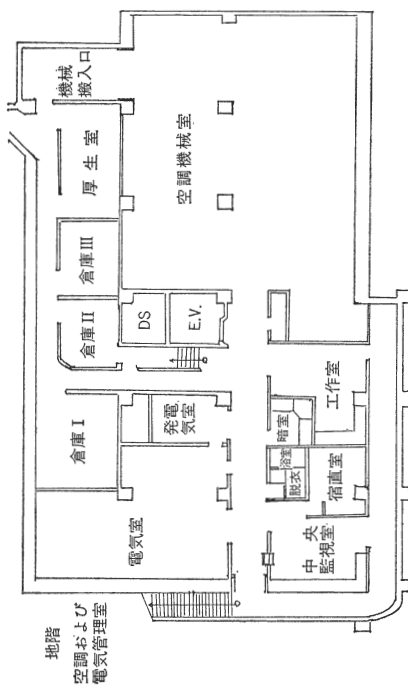 地階
空調および
電気管理室
機械
搬入口
厚生室
倉庫III
倉庫II
倉庫I
電気室
発電
気室
DS
E.V.
空調機械室
工作室
暗室
浴室
脱衣
宿直室
中央
監視室